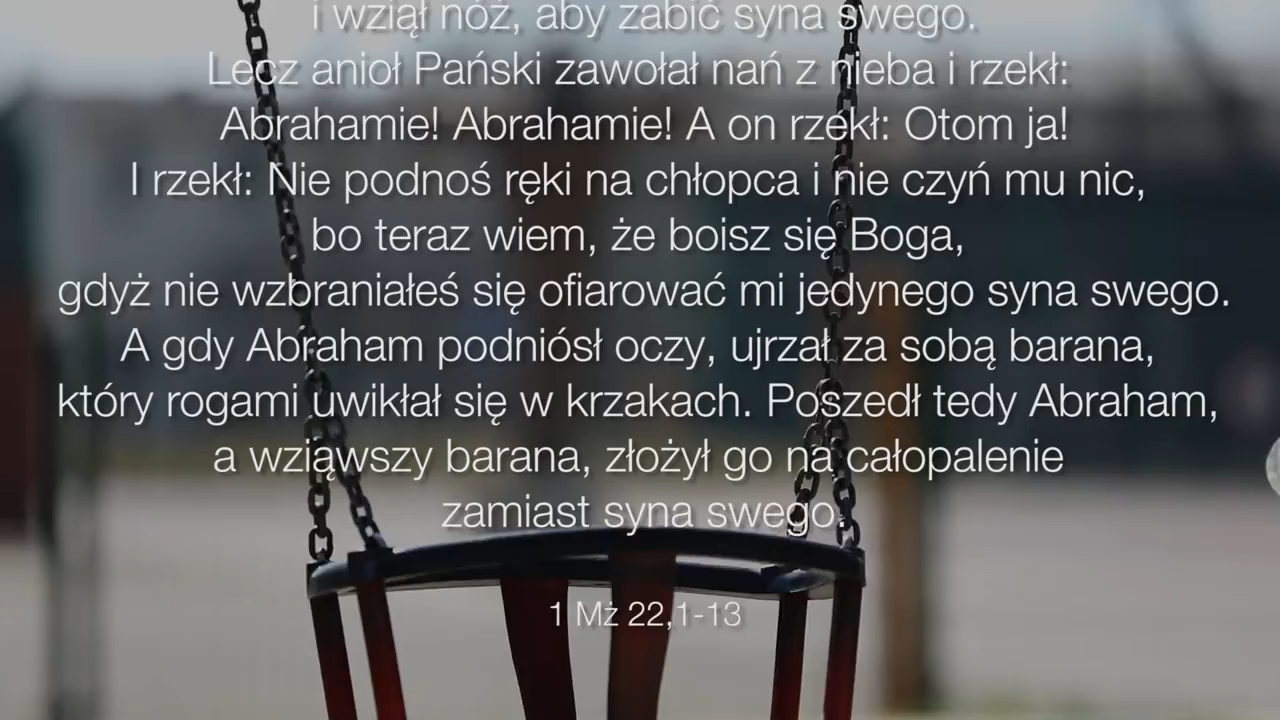 i wziął nóż, aby zabić syna swego.
Lecz anioł Pański zawołał nań z nieba i rzekł:
Abrahamie! Abrahamie! A on rzekł: Otom ja!
I rzekł: Nie podnoś ręki na chłopca i nie czyń mu nic,
bo teraz wiem, że boisz się Boga,
gdyż nie wzbraniałeś się ofiarować mi jedynego syna swego.
A gdy Abraham podniósł oczy, ujrzał za sobą barana,
który rogami uwikłał się w krzakach. Poszedł tedy Abraham,
a wziąwszy barana, złożył go na całopalenie
zamiast syna swego.
1 Mż 22,1-13